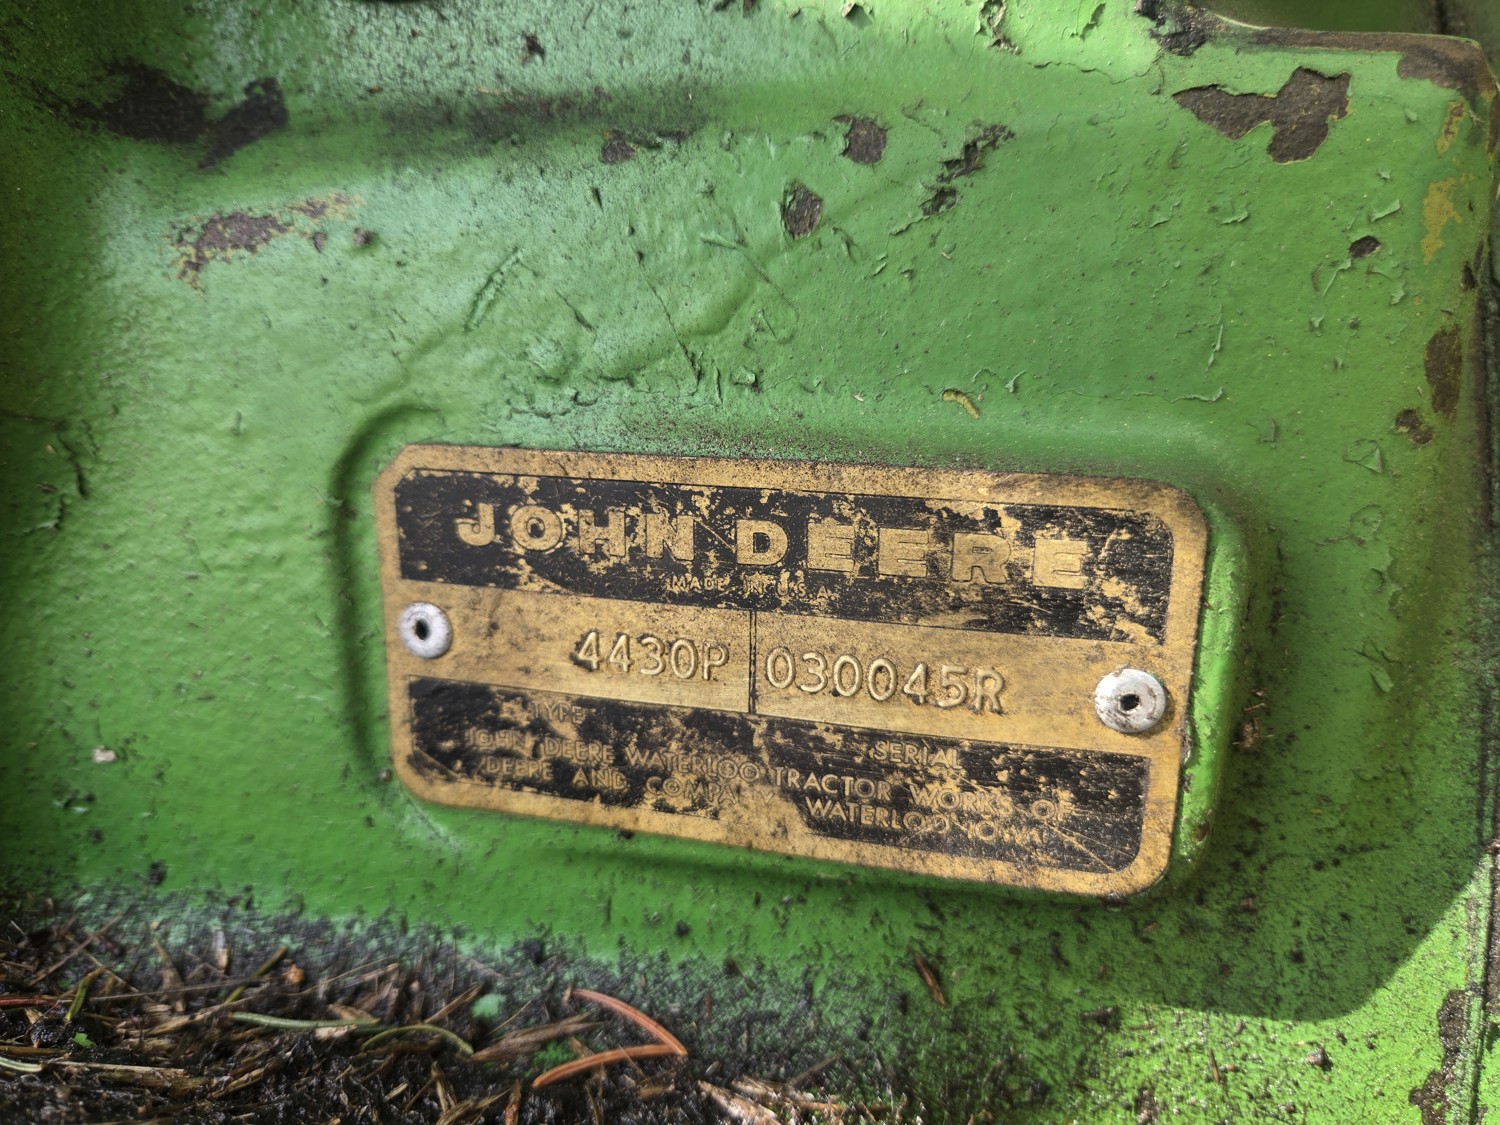 JOHN DEERE
MADE IN U.S.A.
4430P 030045R
TYPE SERIAL
JOHN DEERE WATERLOO TRACTOR WORKS OF
DEERE AND COMPANY WATERLOO IOWA